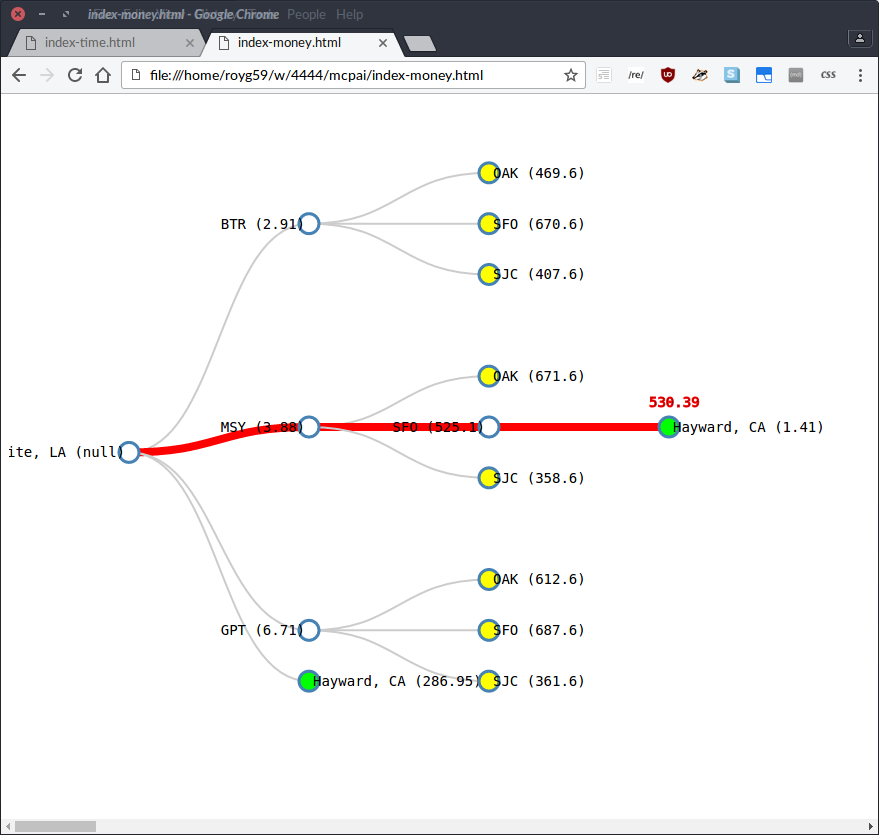 index-money.html - Google Chrome
People Help
index-time.html
index-money.html
file:///home/royg59/w/4444/mcpai/index-money.html
/re/
CSS
OAK (469.6)
BTR (2.91)
SFO (670.6)
SJC (407.6)
OAK (671.6)
530.39
MSY (3.88)
SFO (525.1)
Hayward, CA (1.41)
ite, LA (null)
SJC (358.6)
OAK (612.6)
GPT (6.71)
SFO (687.6)
Hayward, CA (286.95)
SJC (361.6)